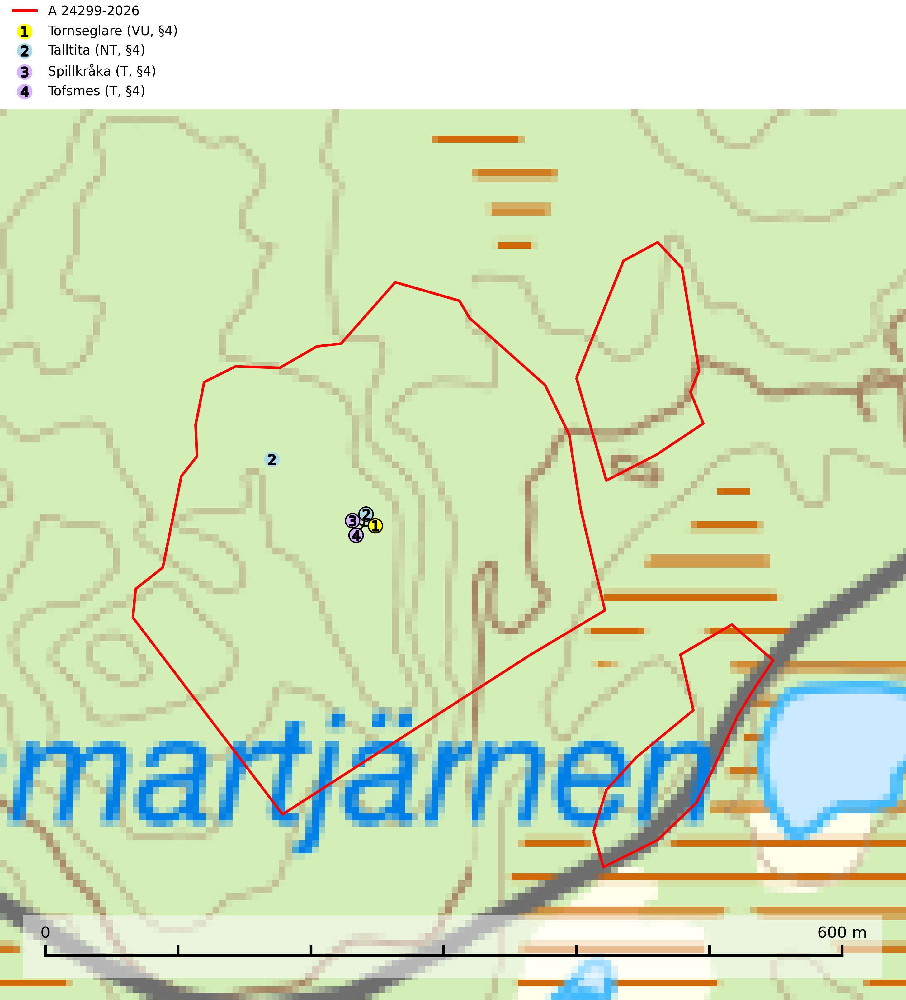 A 24299-2026
1 Tornseglare (VU, §4)
2 Talltita (NT, §4)
3 Spillkråka (T, §4)
4 Tofsmes (T, §4)
2
2
3
1
4
martjärnen
0 600 m